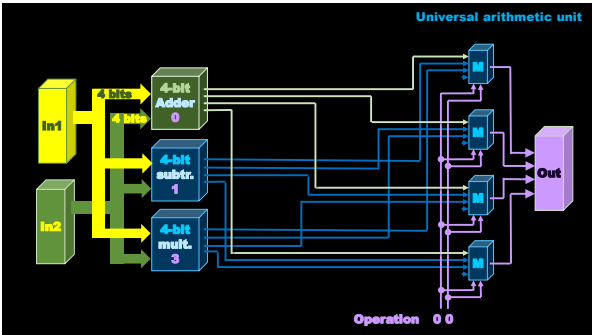 Universal arithmetic unit
4 bits
4-bit
Adder
0
In1
4 bits
M
4-bit
subtr.
1
M
Out
In2
4-bit
mult.
3
M
M
Operation 0 0